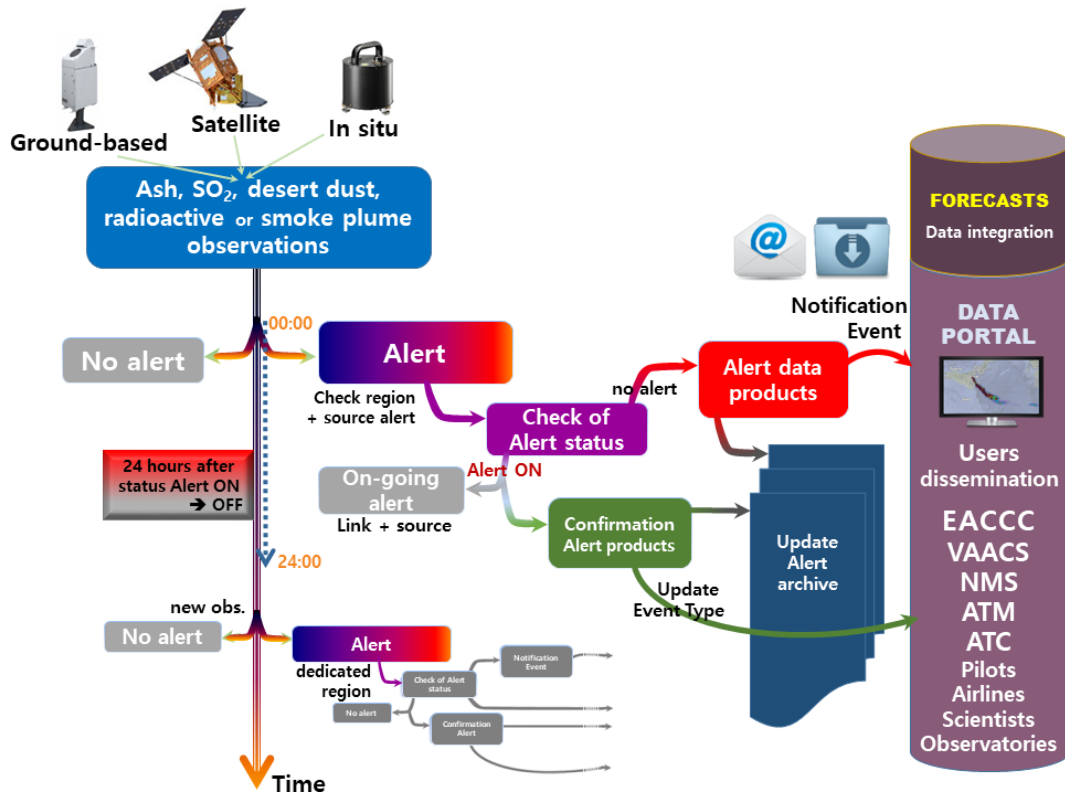 Ground-based
Satellite
In situ
Ash, SO₂, desert dust,
radioactive or smoke plume
observations
00:00
No alert
Alert
Check region
+ source alert
no alert
Alert data
products
Notification
Event
Check of
Alert status
Alert ON
On-going
alert
Link + source
Confirmation
Alert products
Update
Alert
archive
Update
Event Type
24 hours after
status Alert ON
➔ OFF
24:00
new obs.
No alert
Alert
dedicated
region
Check of Alert
status
Notification
Event
No alert
Confirmation
Alert
Time
FORECASTS
Data integration
DATA
PORTAL
Users
dissemination
EACCC
VAACS
NMS
ATM
ATC
Pilots
Airlines
Scientists
Observatories